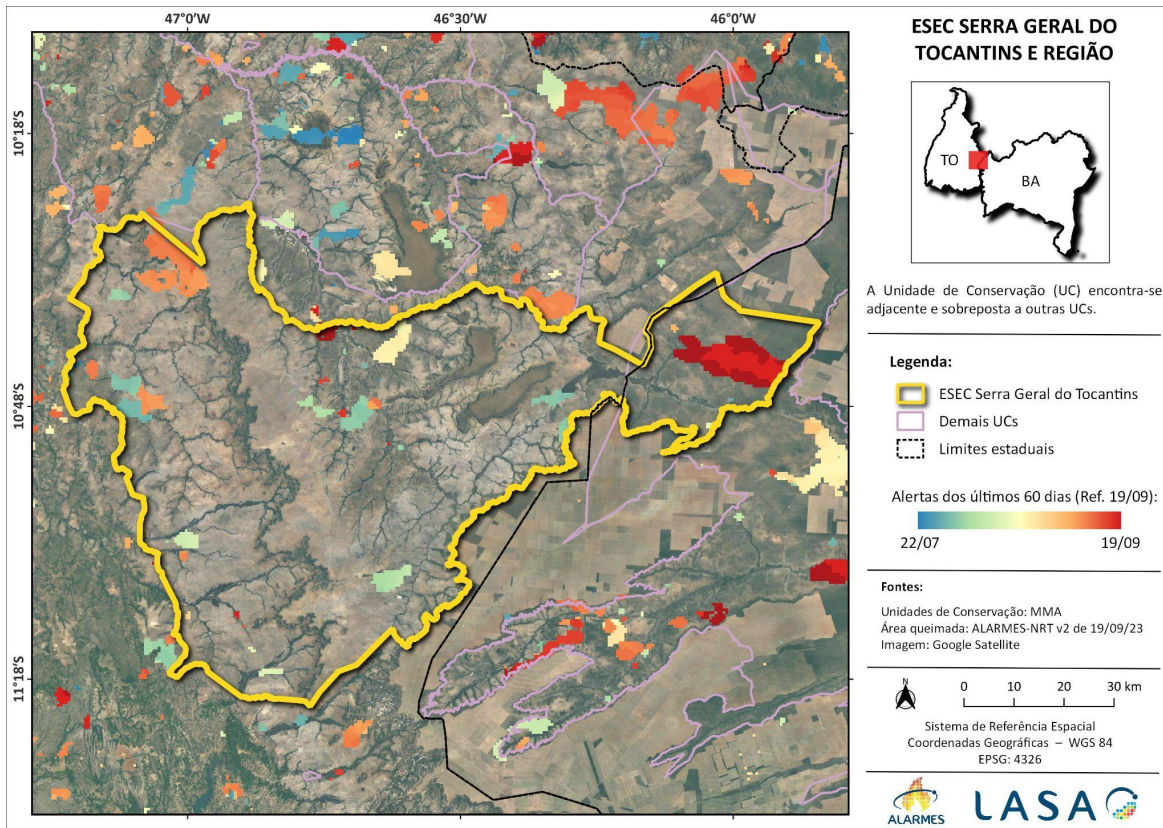 47°0'W
46°30'W
46°0'W
10°18'S
10°48'S
11°18'S
ESEC SERRA GERAL DO
TOCANTINS E REGIÃO
TO
BA
A Unidade de Conservação (UC) encontra-se
adjacente e sobreposta a outras UCs.
Legenda:
ESEC Serra Geral do Tocantins
Demais UCs
Limites estaduais
Alertas dos últimos 60 dias (Ref. 19/09):
22/07
19/09
Fontes:
Unidades de Conservação: MMA
Área queimada: ALARMES-NRT v2 de 19/09/23
Imagem: Google Satellite
N
0 10 20 30 km
Sistema de Referência Espacial
Coordenadas Geográficas – WGS 84
EPSG: 4326
ALARMES
LASA